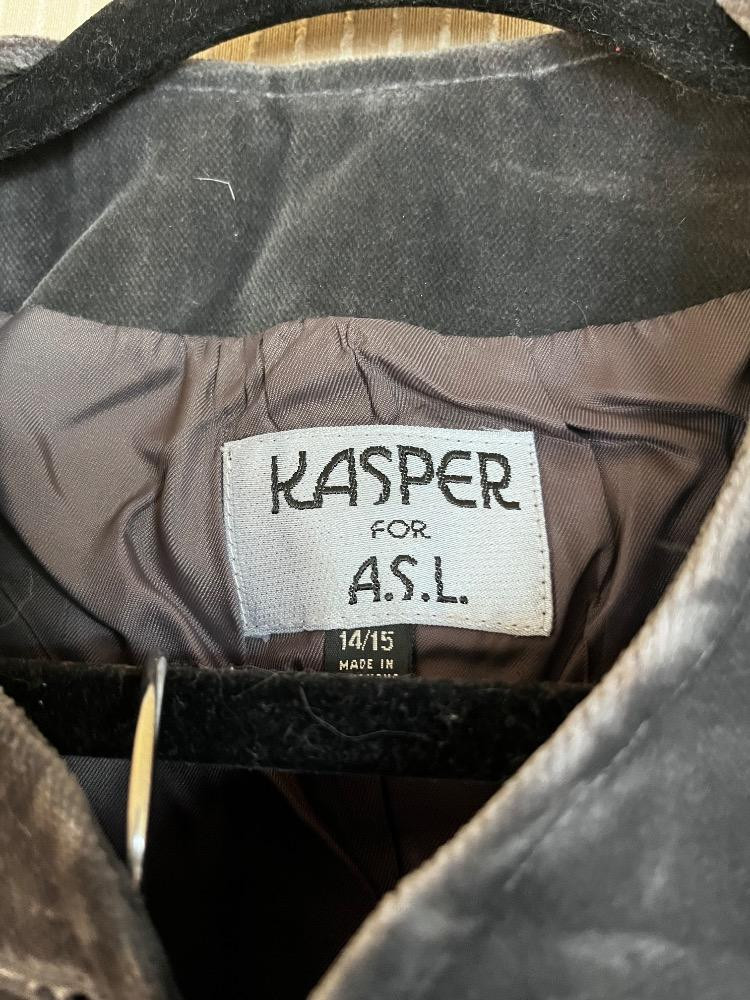 KASPER
FOR
A.S.L.
14/15
MADE IN